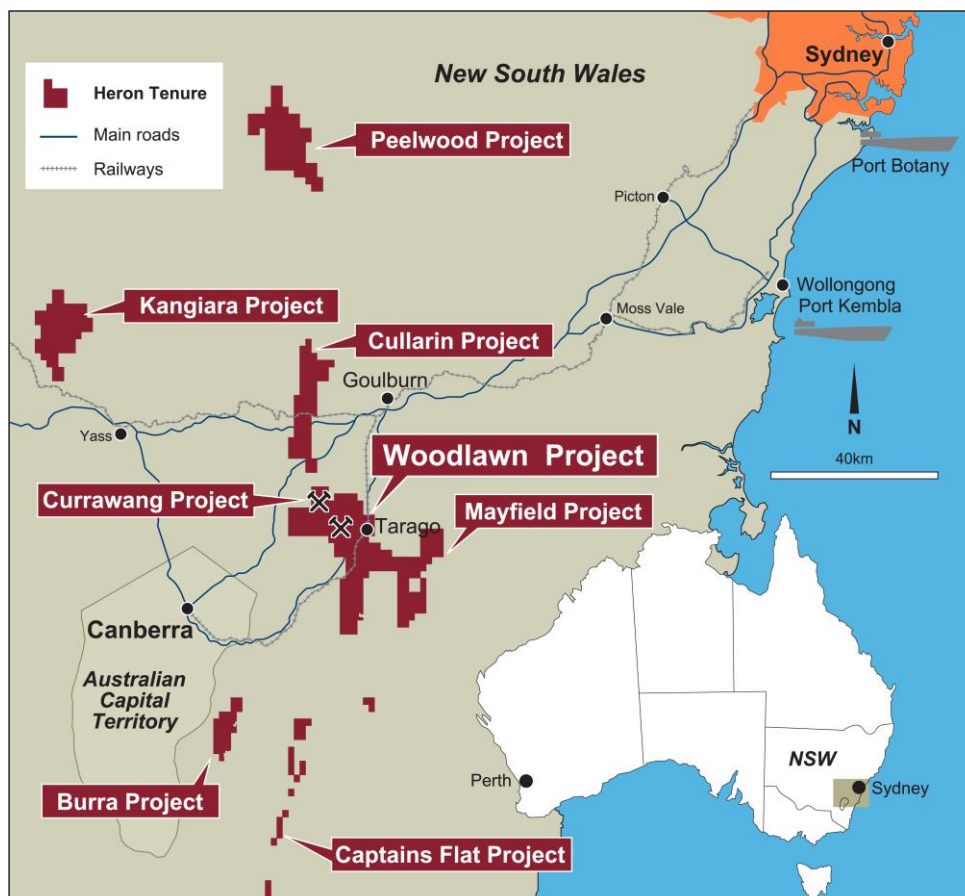 Sydney
New South Wales
Heron Tenure
Main roads
Railways
Peelwood Project
Port Botany
Picton
Kangiara Project
Wollongong
Port Kembla
Moss Vale
Cullarin Project
Goulburn
N
40km
Yass
Woodlawn Project
Currawang Project
Mayfield Project
Tarago
Canberra
Australian
Capital
Territory
NSW
Perth
Sydney
Burra Project
Captains Flat Project